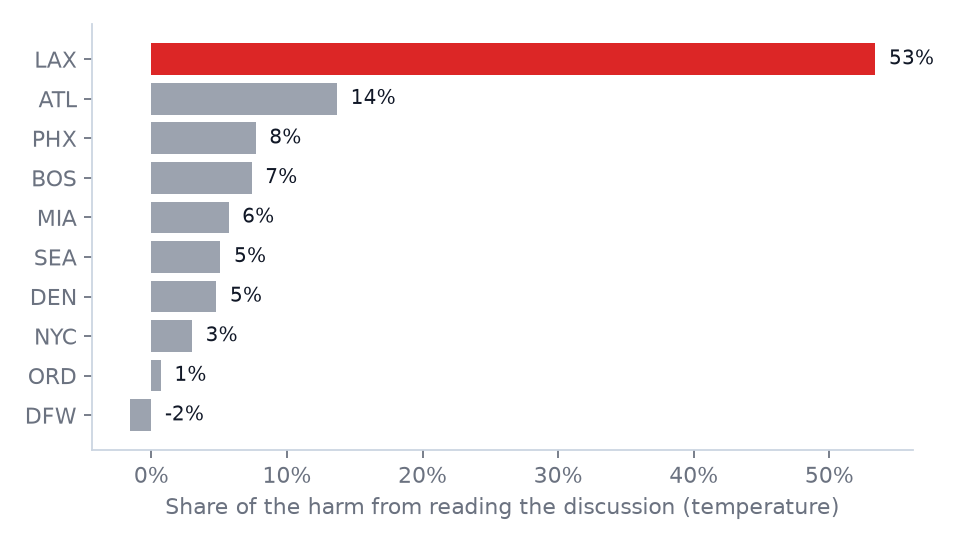 LAX 53%
ATL 14%
PHX 8%
BOS 7%
MIA 6%
SEA 5%
DEN 5%
NYC 3%
ORD 1%
DFW -2%
0% 10% 20% 30% 40% 50%
Share of the harm from reading the discussion (temperature)